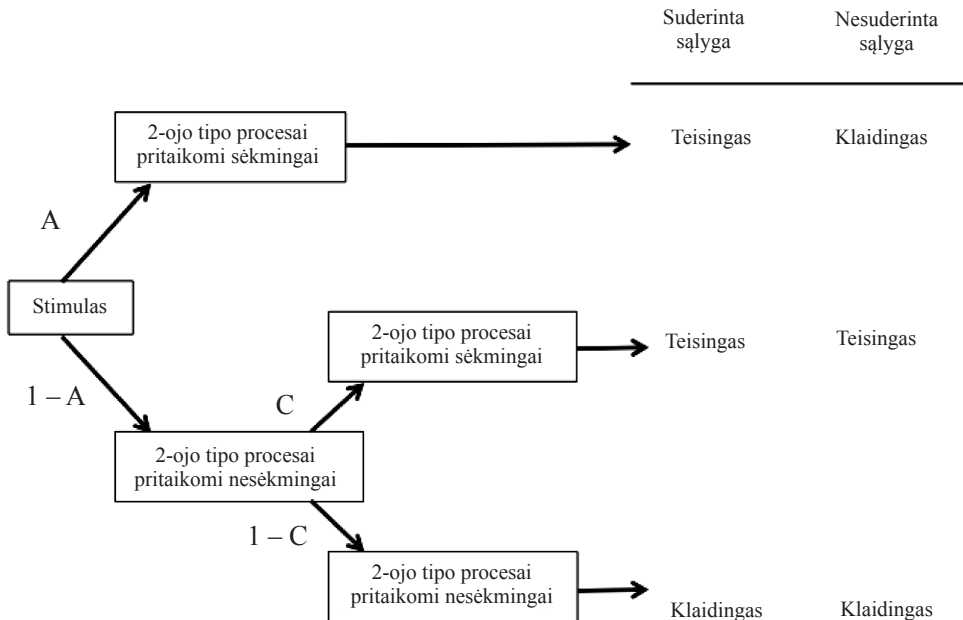 Suderinta
sąlyga
Nesuderinta
sąlyga
2-ojo tipo procesai
pritaikomi sėkmingai
Teisingas
Klaidingas
A
Stimulas
2-ojo tipo procesai
pritaikomi sėkmingai
Teisingas
Teisingas
1 – A
C
2-ojo tipo procesai
pritaikomi nesėkmingai
1 – C
2-ojo tipo procesai
pritaikomi nesėkmingai
Klaidingas
Klaidingas